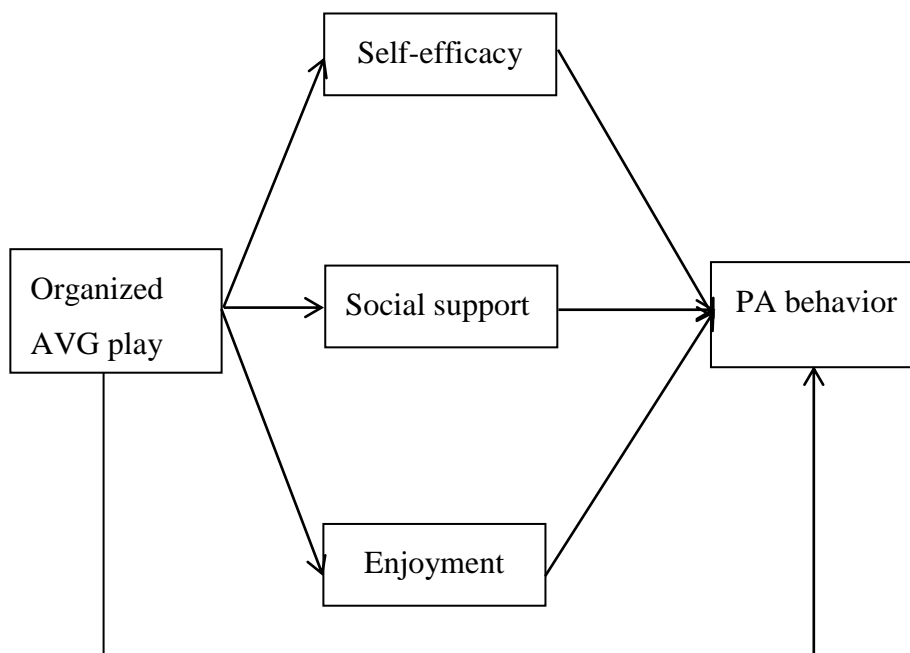 Self-efficacy
Organized
AVG play
Social support
PA behavior
Enjoyment